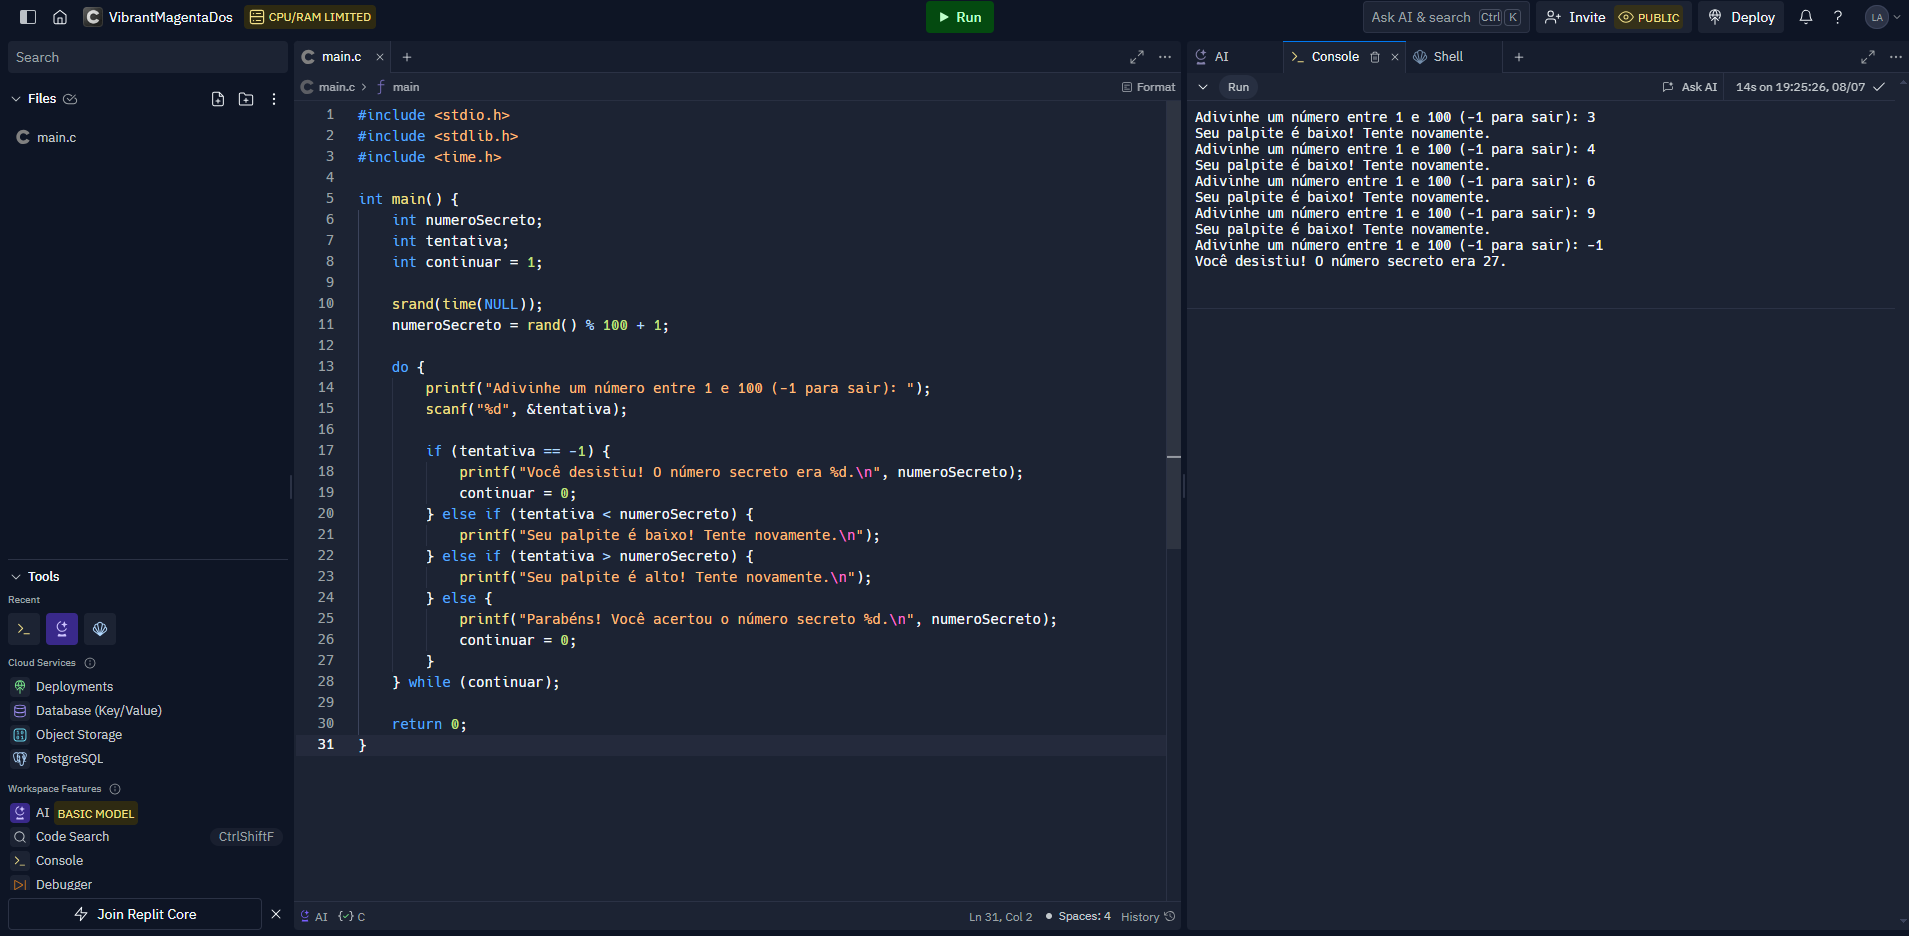 VibrantMagentaDos
CPU/RAM LIMITED
Run
Ask AI & search Ctrl K
Invite
PUBLIC
Deploy
LA
Search
Files
main.c
Tools
Recent
Cloud Services
Deployments
Database (Key/Value)
Object Storage
PostgreSQL
Workspace Features
AI BASIC MODEL
Code Search CtrlShiftF
Console
Debugger
Join Replit Core
main.c
main.c > main
Format
1 #include <stdio.h>
2 #include <stdlib.h>
3 #include <time.h>
4
5 int main() {
6 int numeroSecreto;
7 int tentativa;
8 int continuar = 1;
9
10 srand(time(NULL));
11 numeroSecreto = rand() % 100 + 1;
12
13 do {
14 printf("Adivinhe um número entre 1 e 100 (-1 para sair): ");
15 scanf("%d", &tentativa);
16
17 if (tentativa == -1) {
18 printf("Você desistiu! O número secreto era %d.\n", numeroSecreto);
19 continuar = 0;
20 } else if (tentativa < numeroSecreto) {
21 printf("Seu palpite é baixo! Tente novamente.\n");
22 } else if (tentativa > numeroSecreto) {
23 printf("Seu palpite é alto! Tente novamente.\n");
24 } else {
25 printf("Parabéns! Você acertou o número secreto %d.\n", numeroSecreto);
26 continuar = 0;
27 }
28 } while (continuar);
29
30 return 0;
31 }
AI
C
Ln 31, Col 2
Spaces: 4
History
AI
Console
Shell
Run
Ask AI
14s on 19:25:26, 08/07
Adivinhe um número entre 1 e 100 (-1 para sair): 3
Seu palpite é baixo! Tente novamente.
Adivinhe um número entre 1 e 100 (-1 para sair): 4
Seu palpite é baixo! Tente novamente.
Adivinhe um número entre 1 e 100 (-1 para sair): 6
Seu palpite é baixo! Tente novamente.
Adivinhe um número entre 1 e 100 (-1 para sair): 9
Seu palpite é baixo! Tente novamente.
Adivinhe um número entre 1 e 100 (-1 para sair): -1
Você desistiu! O número secreto era 27.